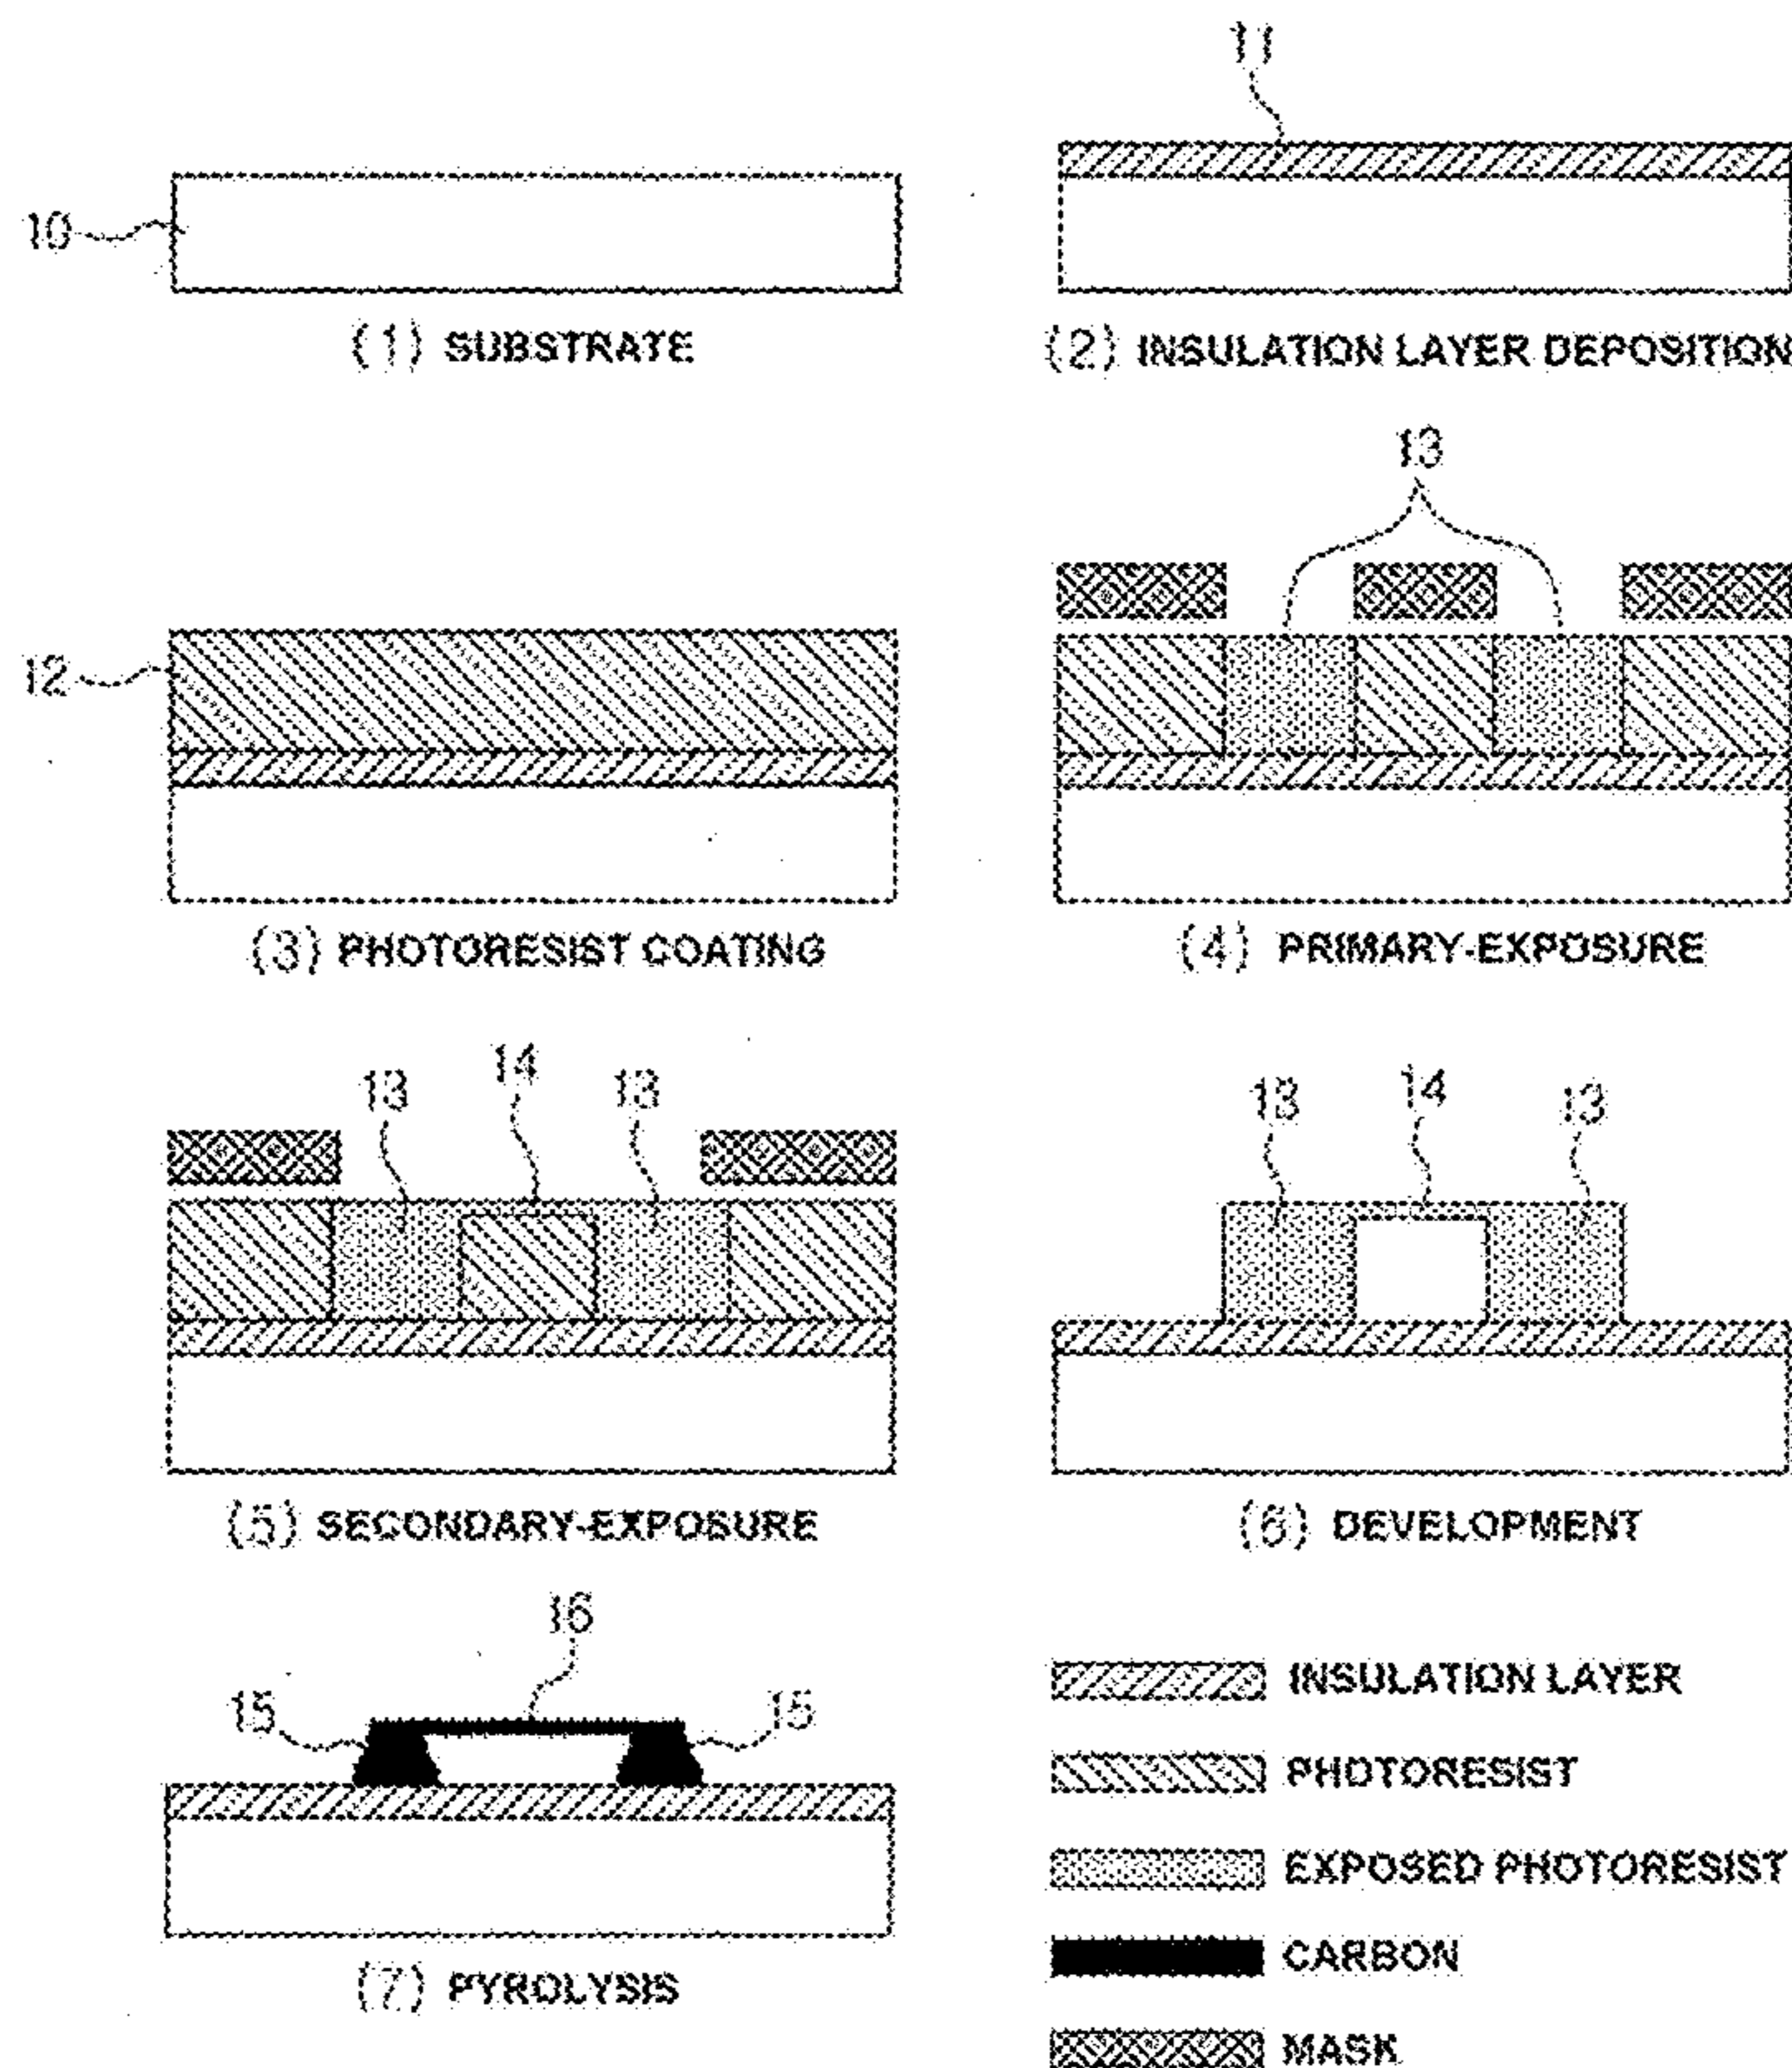 11
10
(1) SUBSTRATE
(2) INSULATION LAYER DEPOSITION
13
12
(3) PHOTORESIST COATING
(4) PRIMARY-EXPOSURE
13 14 13
13 14 13
(5) SECONDARY-EXPOSURE
(6) DEVELOPMENT
16
15 15
(7) PYROLYSIS
INSULATION LAYER
PHOTORESIST
EXPOSED PHOTORESIST
CARBON
MASK